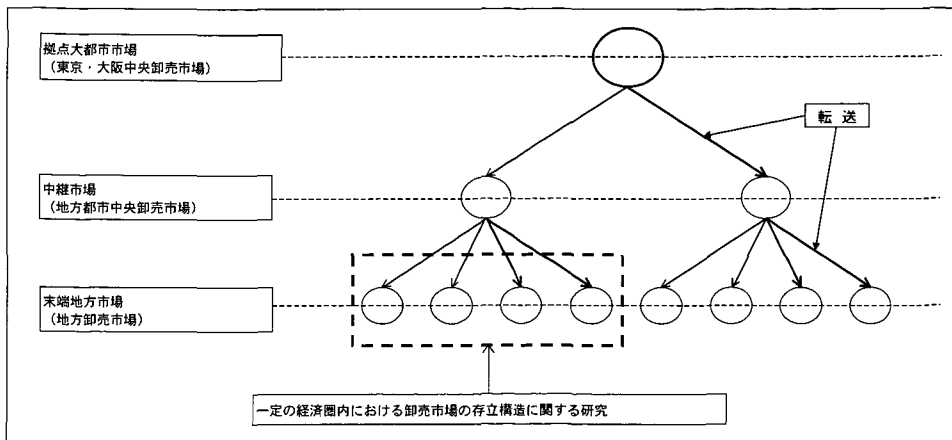 拠点大都市市場
（東京・大阪中央卸売市場）
転送
中継市場
（地方都市中央卸売市場）
末端地方市場
（地方卸売市場）
一定の経済圏内における卸売市場の存立構造に関する研究